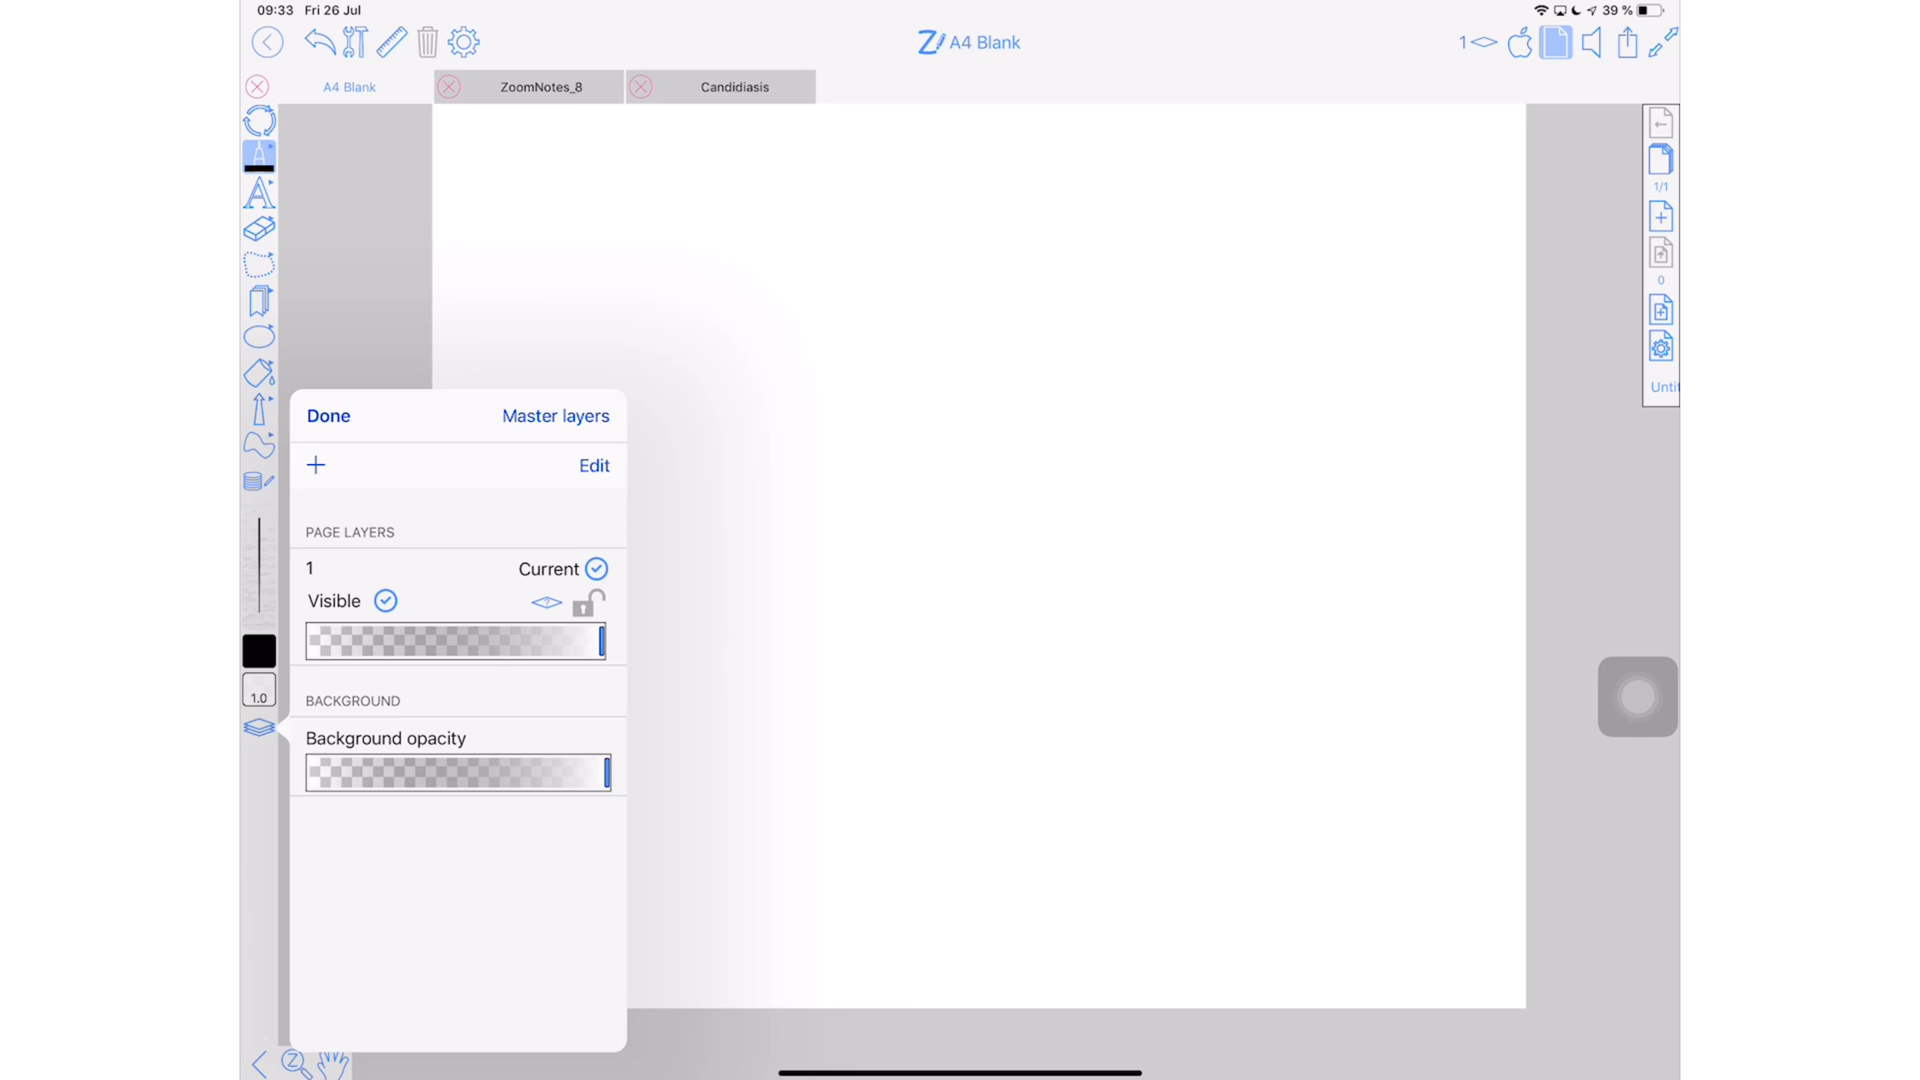 09:33 Fri 26 Jul
39 %
A4 Blank
1
A4 Blank
ZoomNotes_8
Candidiasis
1/1
0
Untit
Done
Master layers
Edit
PAGE LAYERS
1
Current
Visible
BACKGROUND
Background opacity
1.0